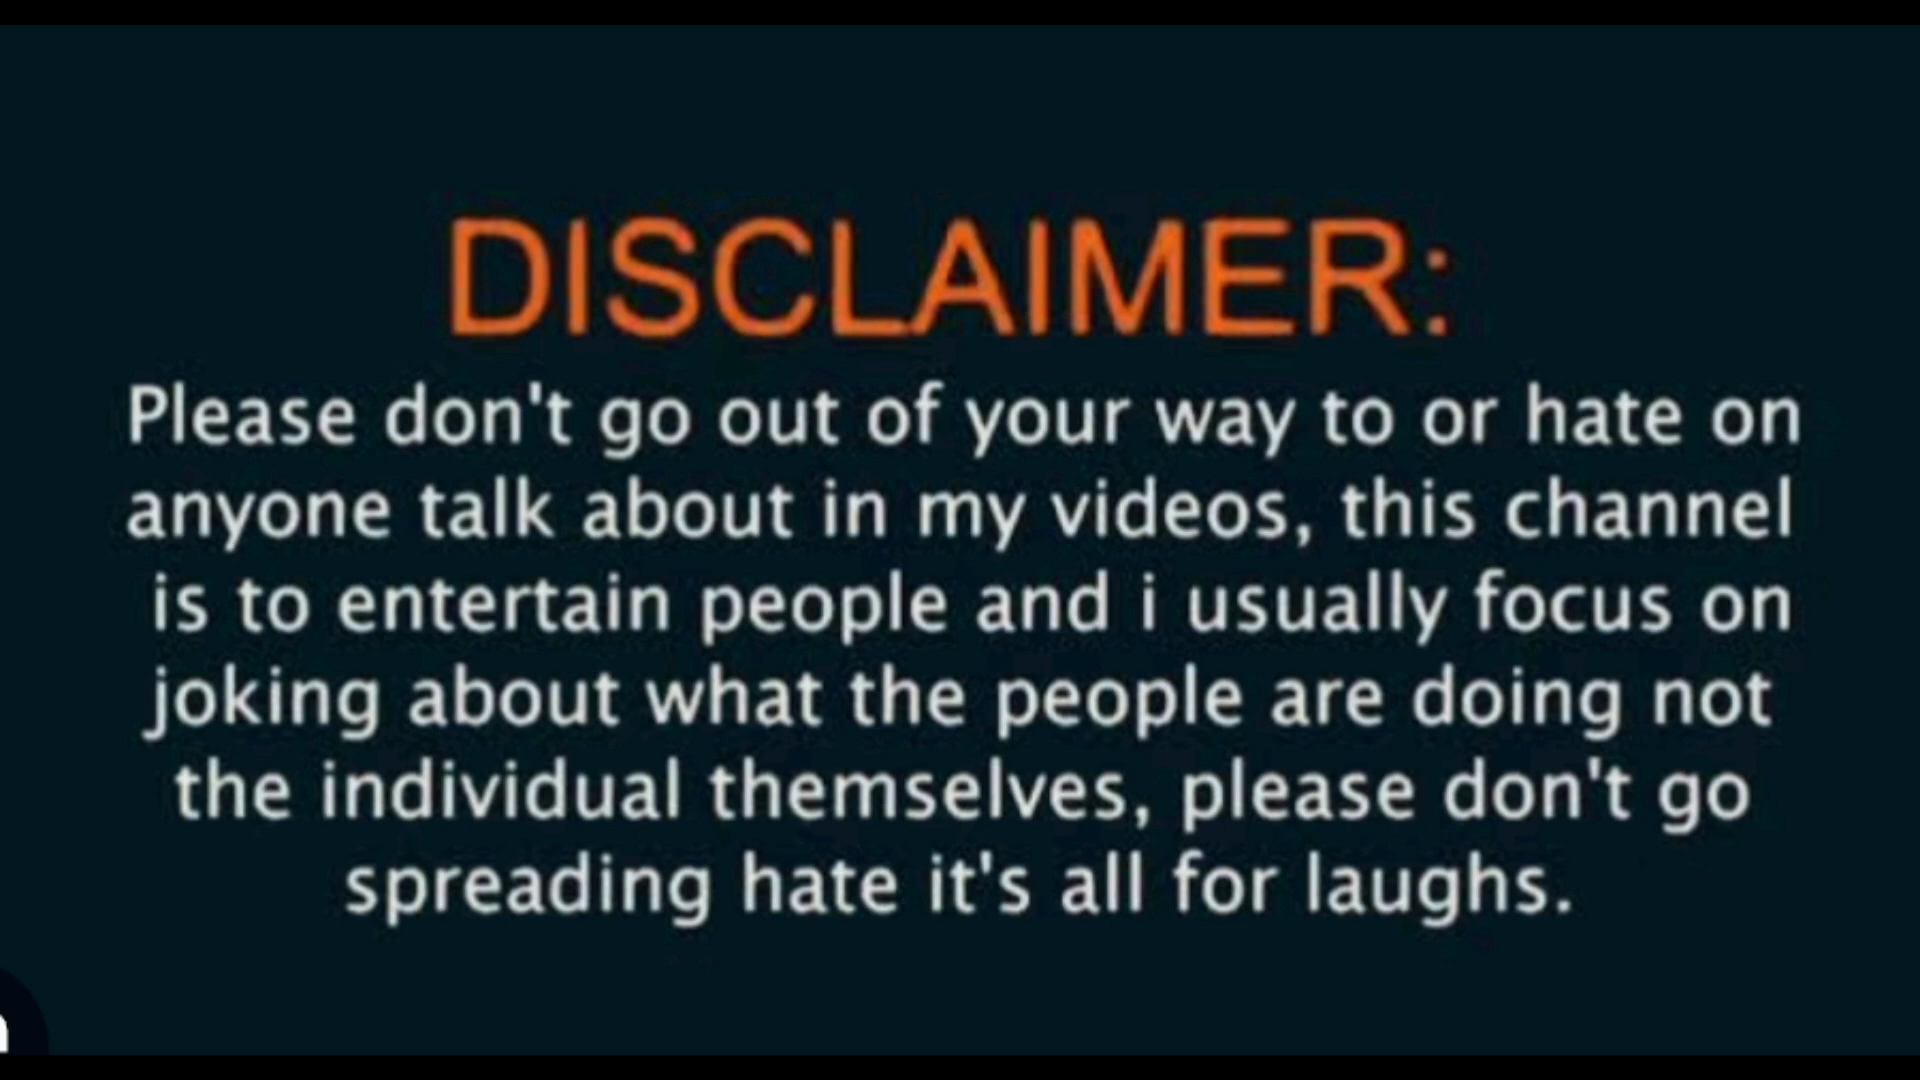 DISCLAIMER:
Please don't go out of your way to or hate on
anyone talk about in my videos, this channel
is to entertain people and i usually focus on
joking about what the people are doing not
the individual themselves, please don't go
spreading hate it's all for laughs.